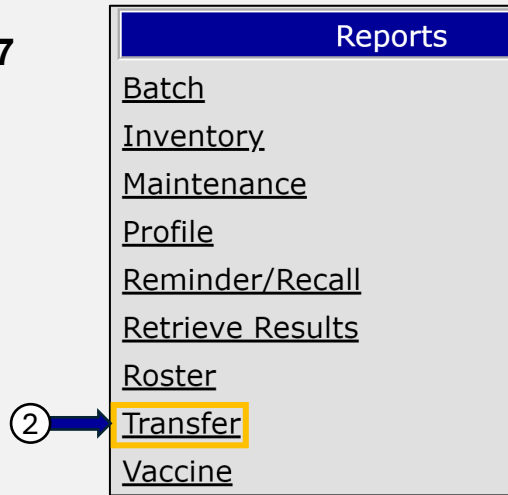 7
Reports
Batch
Inventory
Maintenance
Profile
Reminder/Recall
Retrieve Results
Roster
2 Transfer
Vaccine